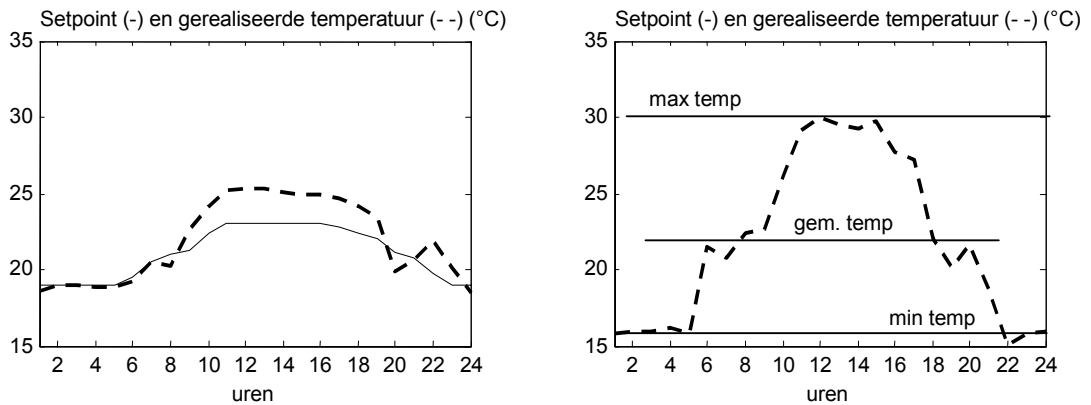 Setpoint (-) en gerealiseerde temperatuur (- -) (°C)
35
30
25
20
15
2 4 6 8 10 12 14 16 18 20 22 24
uren
Setpoint (-) en gerealiseerde temperatuur (- -) (°C)
35
max temp
30
25
gem. temp
20
min temp
15
2 4 6 8 10 12 14 16 18 20 22 24
uren